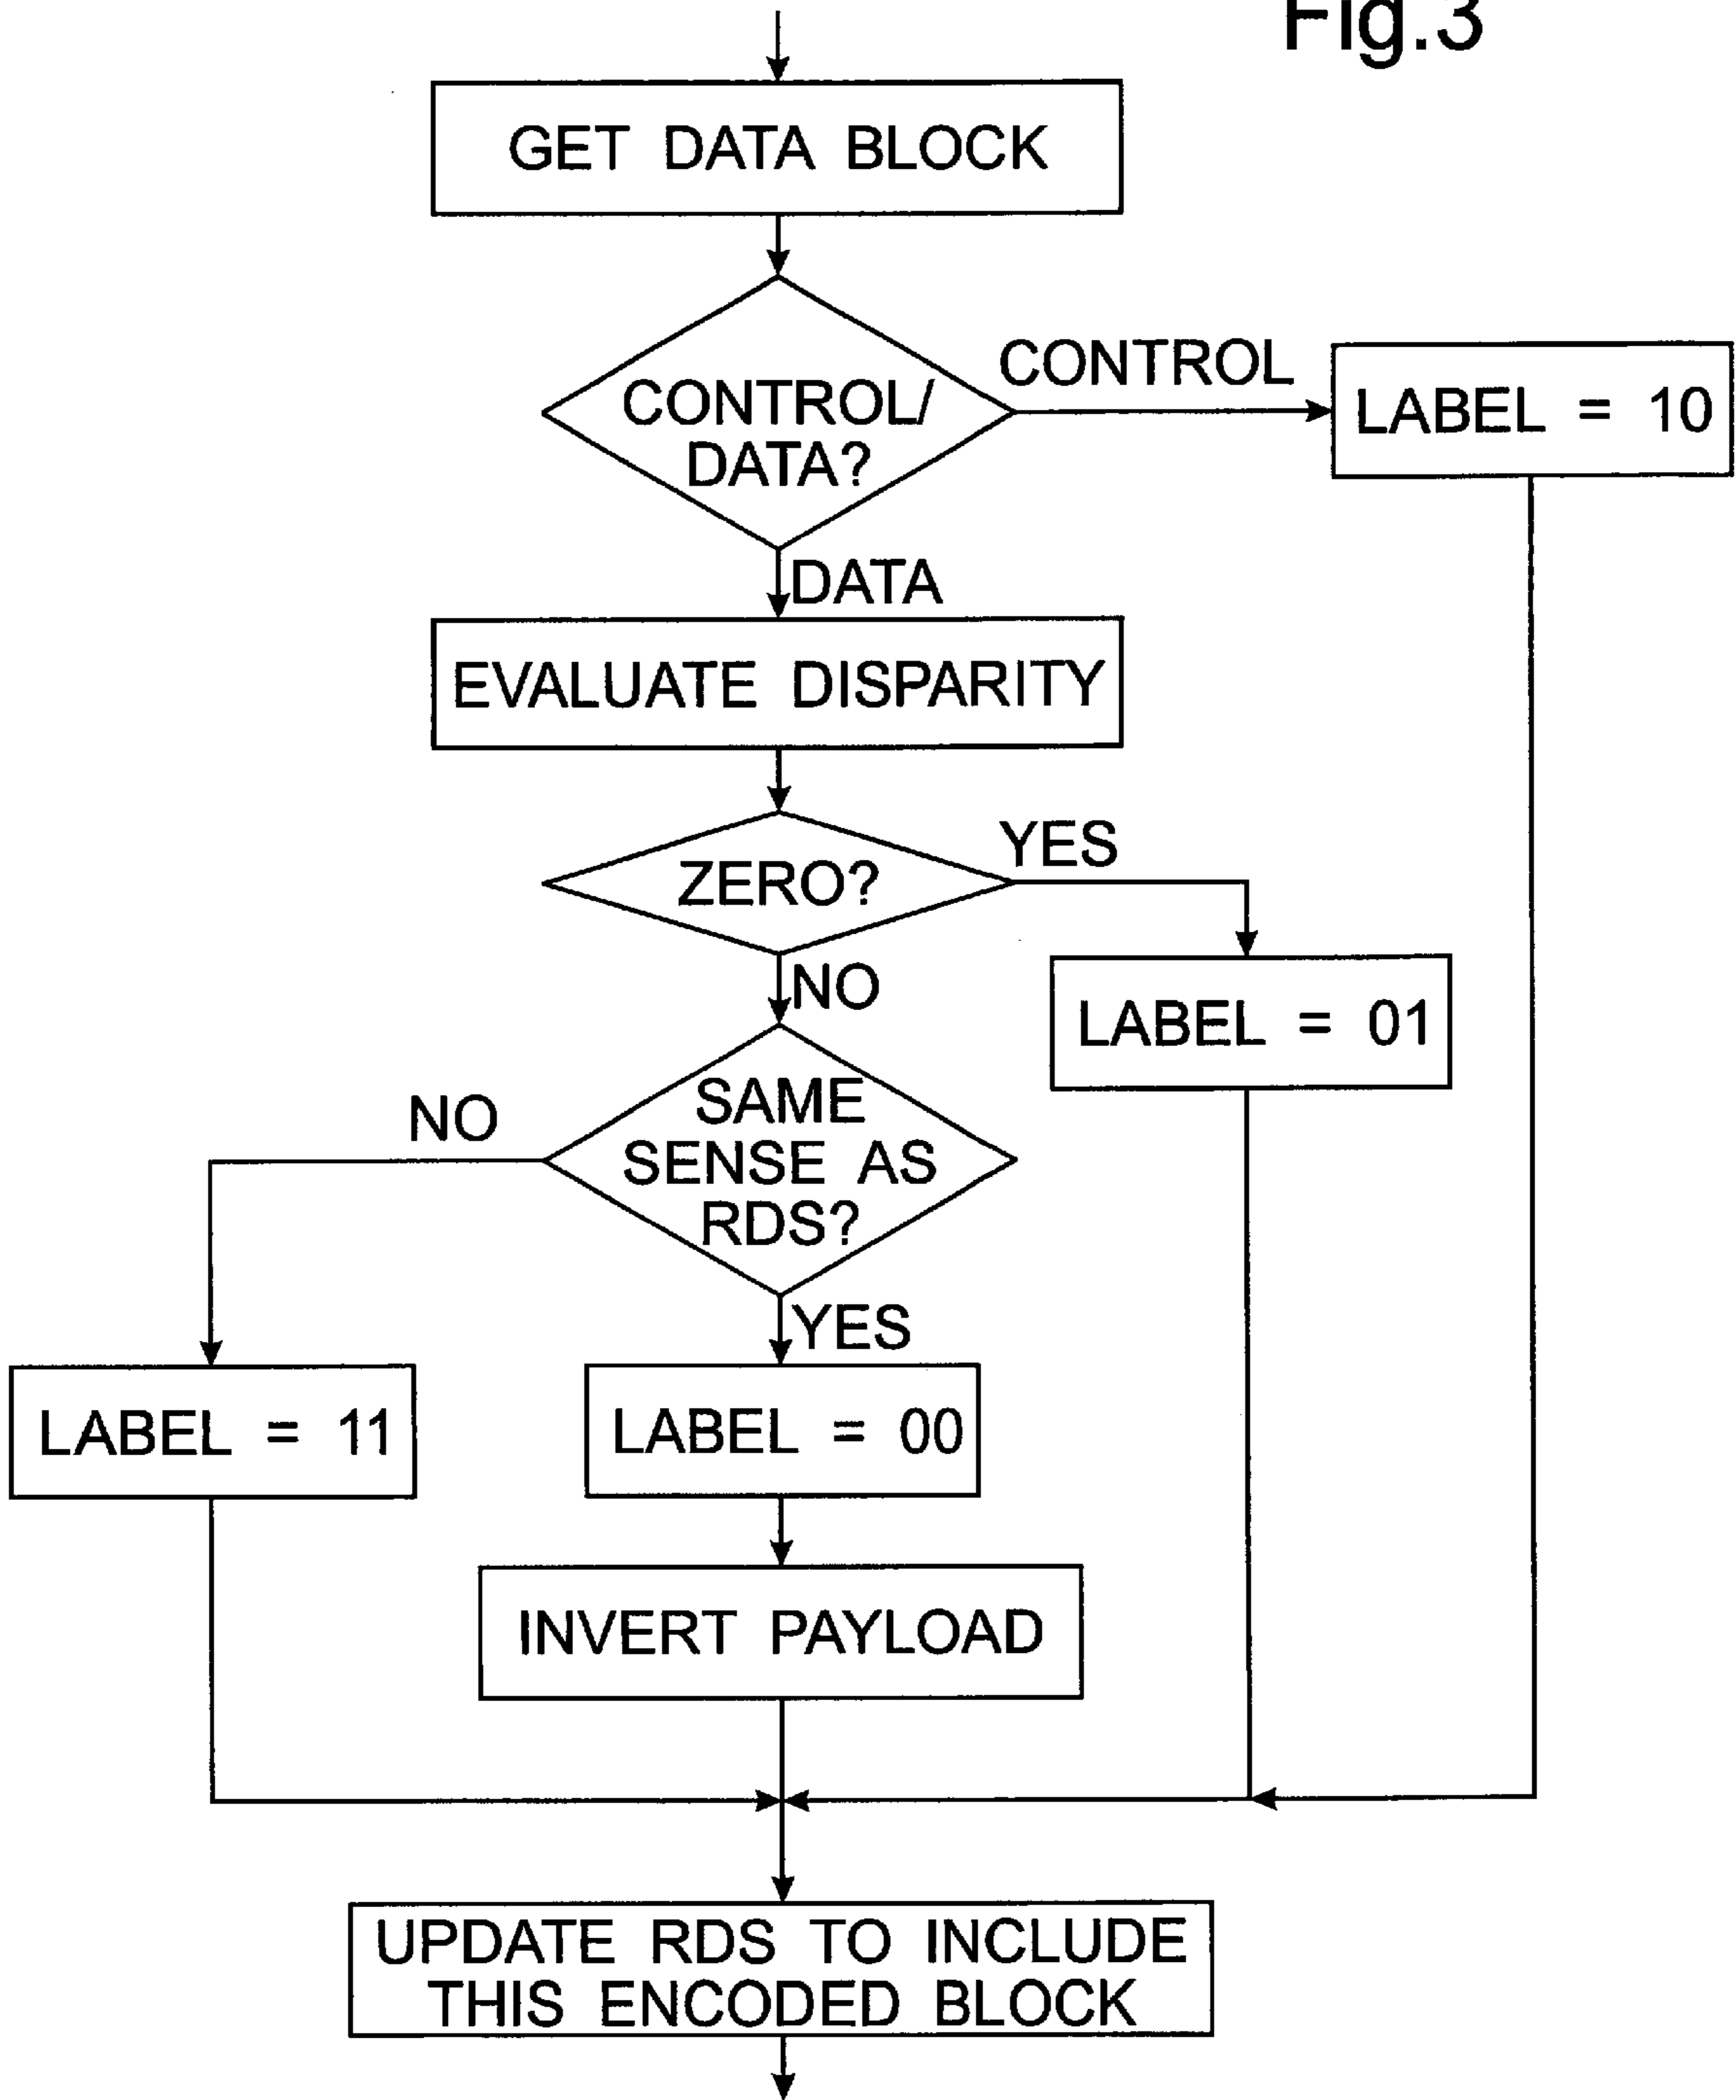 Fig.3
GET DATA BLOCK
CONTROL/
DATA?
CONTROL
LABEL = 10
DATA
EVALUATE DISPARITY
ZERO?
YES
NO
LABEL = 01
SAME
SENSE AS
RDS?
NO
YES
LABEL = 11
LABEL = 00
INVERT PAYLOAD
UPDATE RDS TO INCLUDE
THIS ENCODED BLOCK